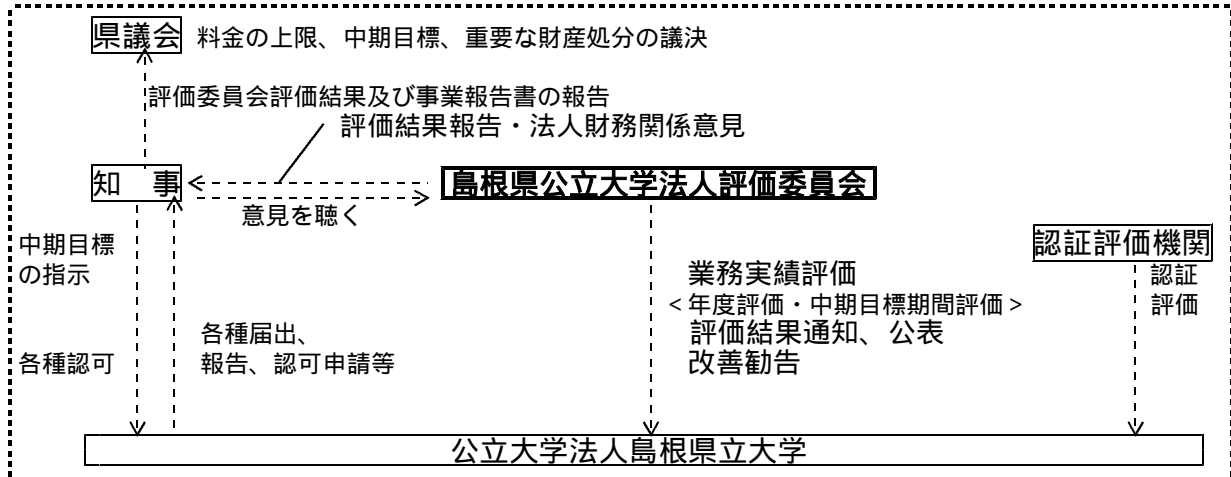 県議会 料金の上限、中期目標、重要な財産処分の議決
評価委員会評価結果及び事業報告書の報告
評価結果報告・法人財務関係意見
知　事
島根県公立大学法人評価委員会
意見を聴く
中期目標
の指示
認証評価機関
業務実績評価
認証
<年度評価・中期目標期間評価>
評価
各種届出、
評価結果通知、公表
各種認可
報告、認可申請等
改善勧告
公立大学法人島根県立大学